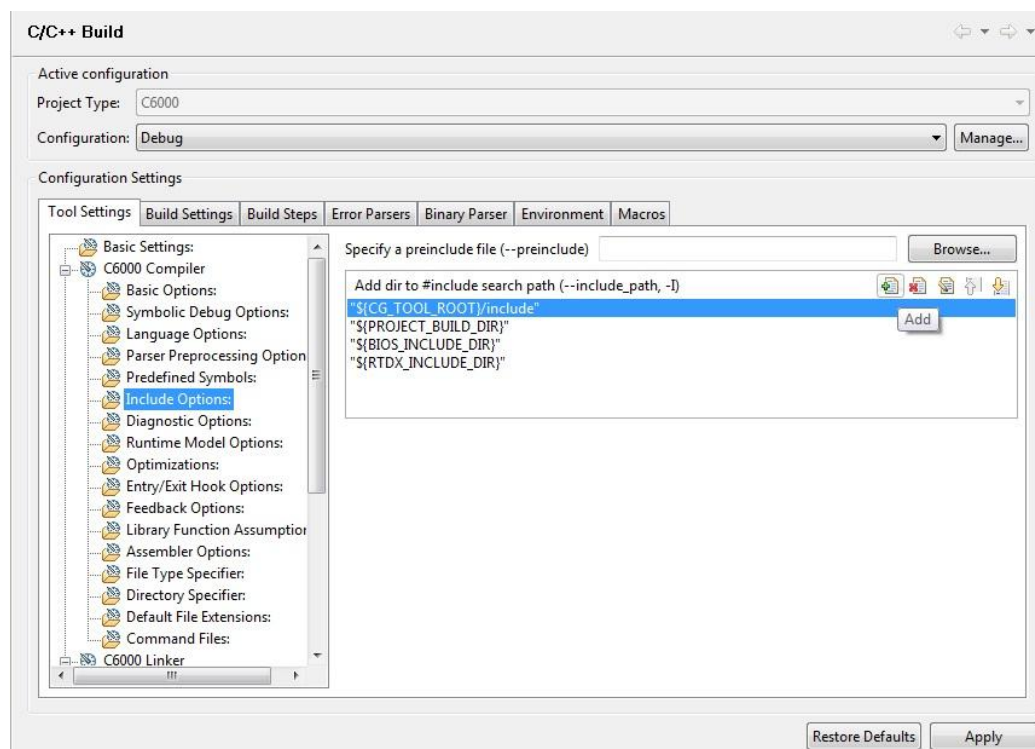 C/C++ Build
Active configuration
Project Type: C6000
Configuration: Debug Manage...
Configuration Settings
Tool Settings Build Settings Build Steps Error Parsers Binary Parser Environment Macros
Basic Settings:
C6000 Compiler
Basic Options:
Symbolic Debug Options:
Language Options:
Parser Preprocessing Option
Predefined Symbols:
Include Options:
Diagnostic Options:
Runtime Model Options:
Optimizations:
Entry/Exit Hook Options:
Feedback Options:
Library Function Assumption
Assembler Options:
File Type Specifier:
Directory Specifier:
Default File Extensions:
Command Files:
C6000 Linker
Specify a preinclude file (--preinclude) Browse...
Add dir to #include search path (--include_path, -I)
"${CG_TOOL_ROOT}/include"
Add
"${PROJECT_BUILD_DIR}"
"${BIOS_INCLUDE_DIR}"
"${RTDX_INCLUDE_DIR}"
Restore Defaults Apply